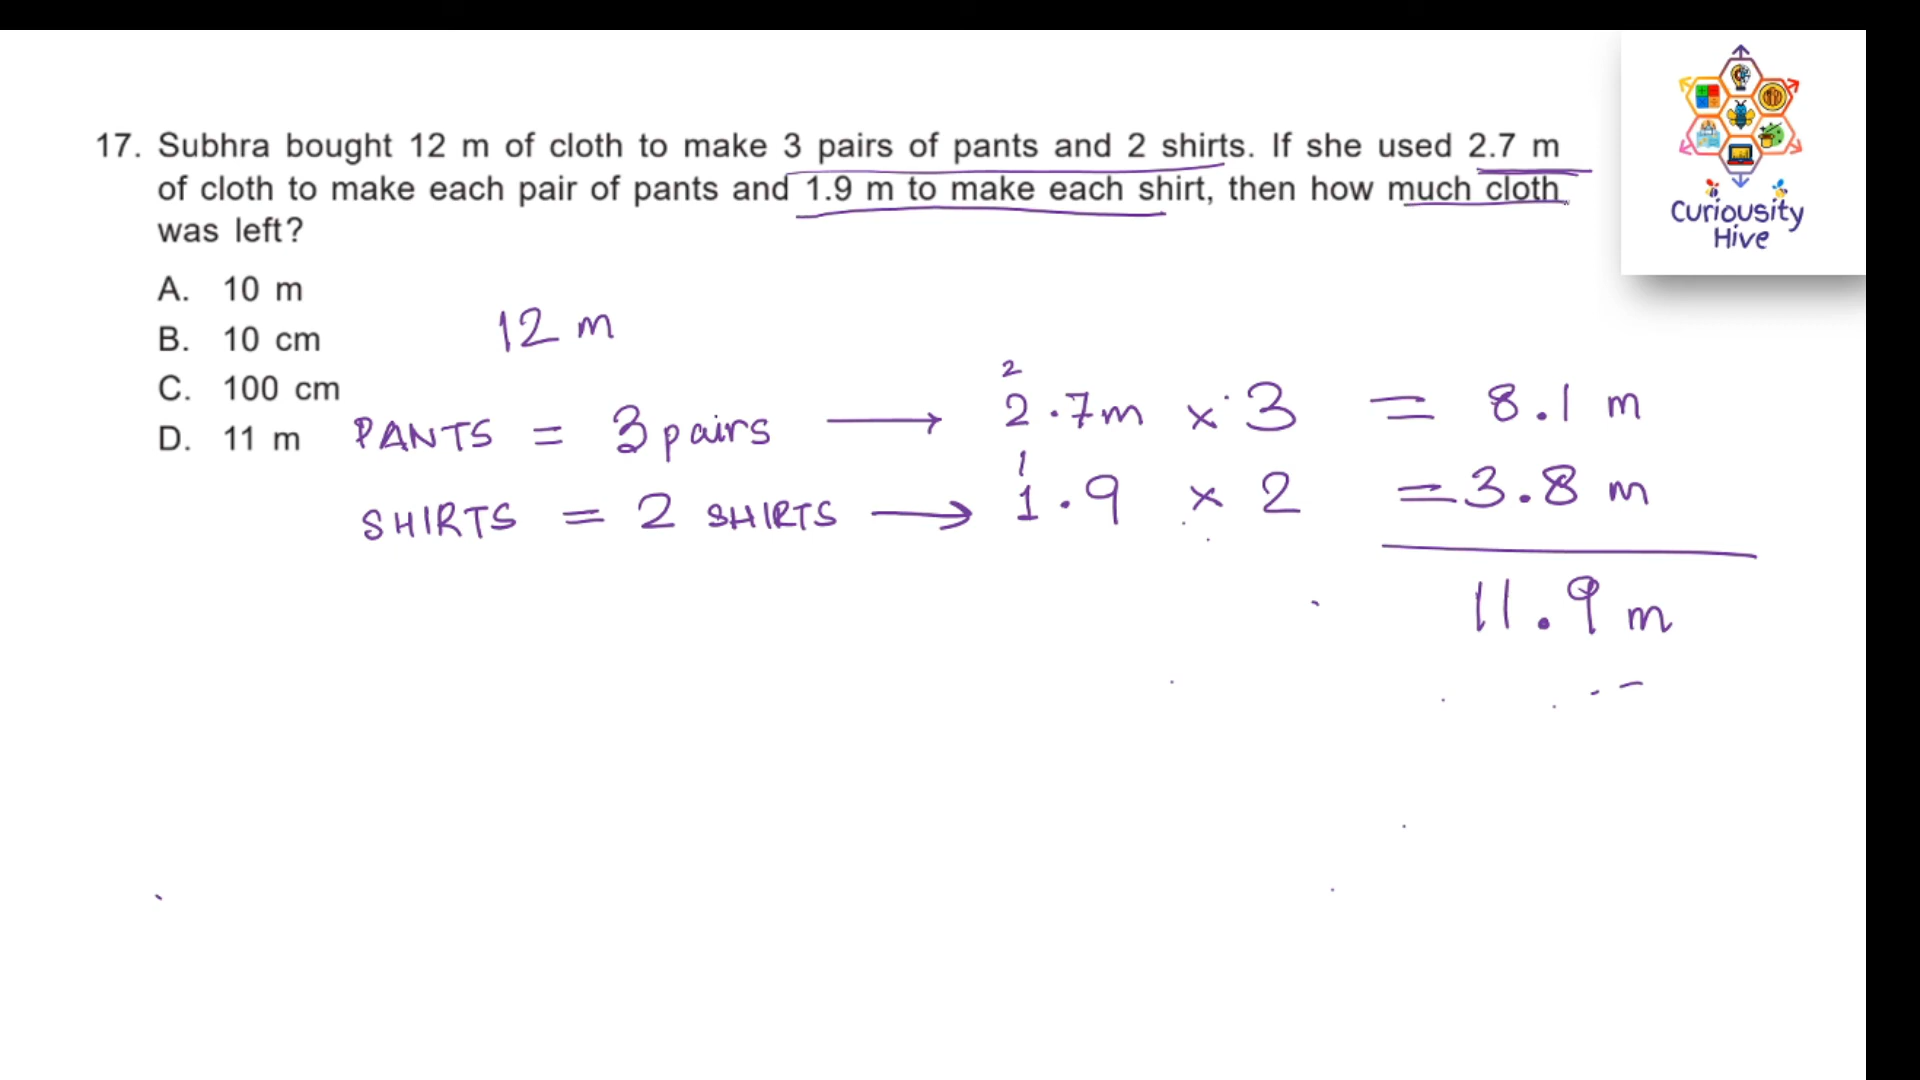 17. Subhra bought 12 m of cloth to make 3 pairs of pants and 2 shirts. If she used 2.7 m
of cloth to make each pair of pants and 1.9 m to make each shirt, then how much cloth
was left?
A. 10 m
B. 10 cm
C. 100 cm
D. 11 m
12 m
2
PANTS = 3 pairs → 2.7m × 3 = 8.1 m
1
SHIRTS = 2 SHIRTS → 1.9 × 2 = 3.8 m
11.9 m
Curiousity
Hive